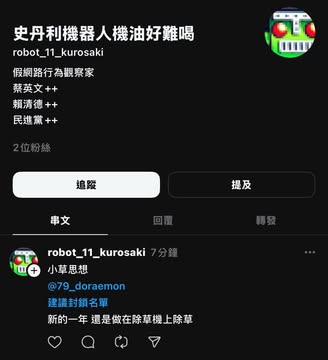 史丹利機器人機油好難喝
robot_11_kurosaki
假網路行為觀察家
蔡英文++
賴清德++
民進黨++
2位粉絲
追蹤
提及
串文
回覆
轉發
robot_11_kurosaki 7分鐘
小草思想
@79_doraemon
建議封鎖名單
新的一年 還是做在除草機上除草